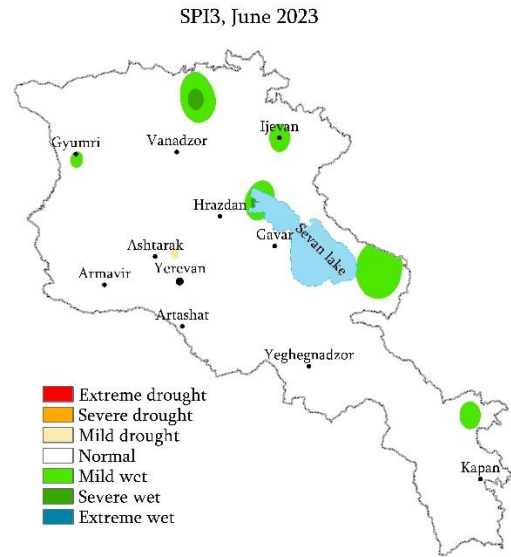 SPI3, June 2023
Ijevan
Gyumri
Vanadzor
Hrazdan
Gavar
Sevan lake
Ashtarak
Yerevan
Armavir
Artashat
Yeghegnadzor
Extreme drought
Severe drought
Mild drought
Normal
Mild wet
Severe wet
Extreme wet
Kapan